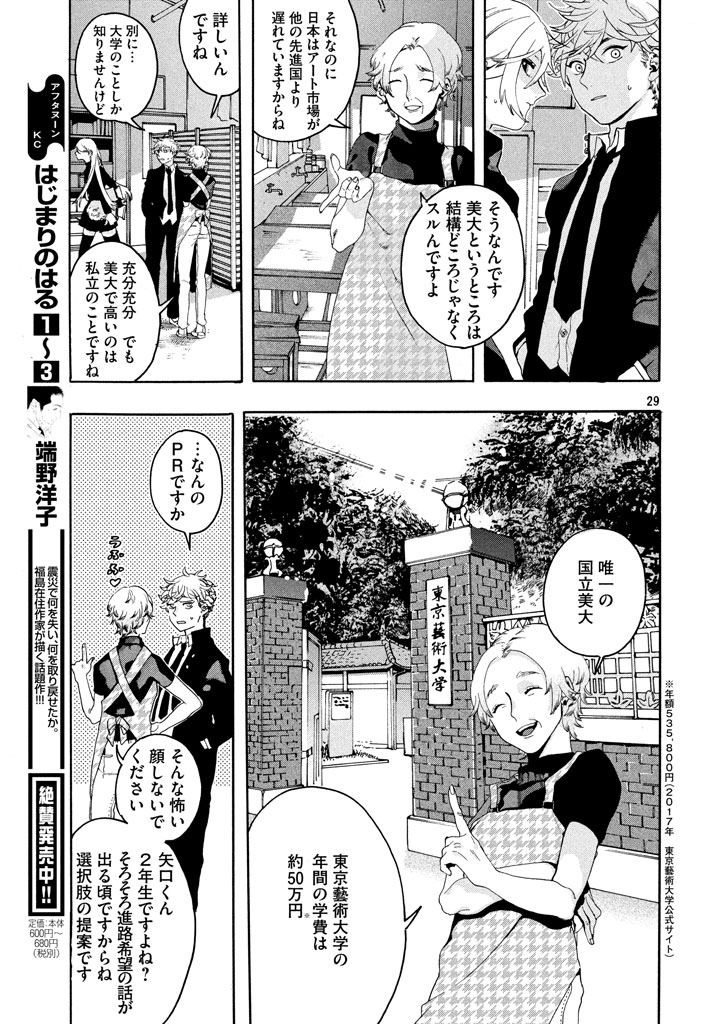 そうなんです
美大というところは
結構どころじゃなく
スルんですよ
それなのに
日本はアート市場が
他の先進国より
遅れていますからね
詳しいん
ですね
別に…
大学のことしか
知りませんけど
充分充分　でも
美大で高いのは
私立のことですね
29
唯一の
国立美大
東京藝術大学
東京藝術大学の
年間の学費は
約50万円※
※年額535,800円(2017年　東京藝術大学公式サイト)
…なんの
PRですか
うふふ♡
そんな怖い
顔しないで
ください
矢口くん
2年生ですよね?
そろそろ進路希望の話が
出る頃ですからね
選択肢の提案です
アフタヌーン
KC
はじまりのはる1〜3
端野洋子
震災で何を失い、何を取り戻せたか。
福島在住作家が描く話題作!!!
絶賛発売中!!
定価:本体
600円〜
680円
(税別)